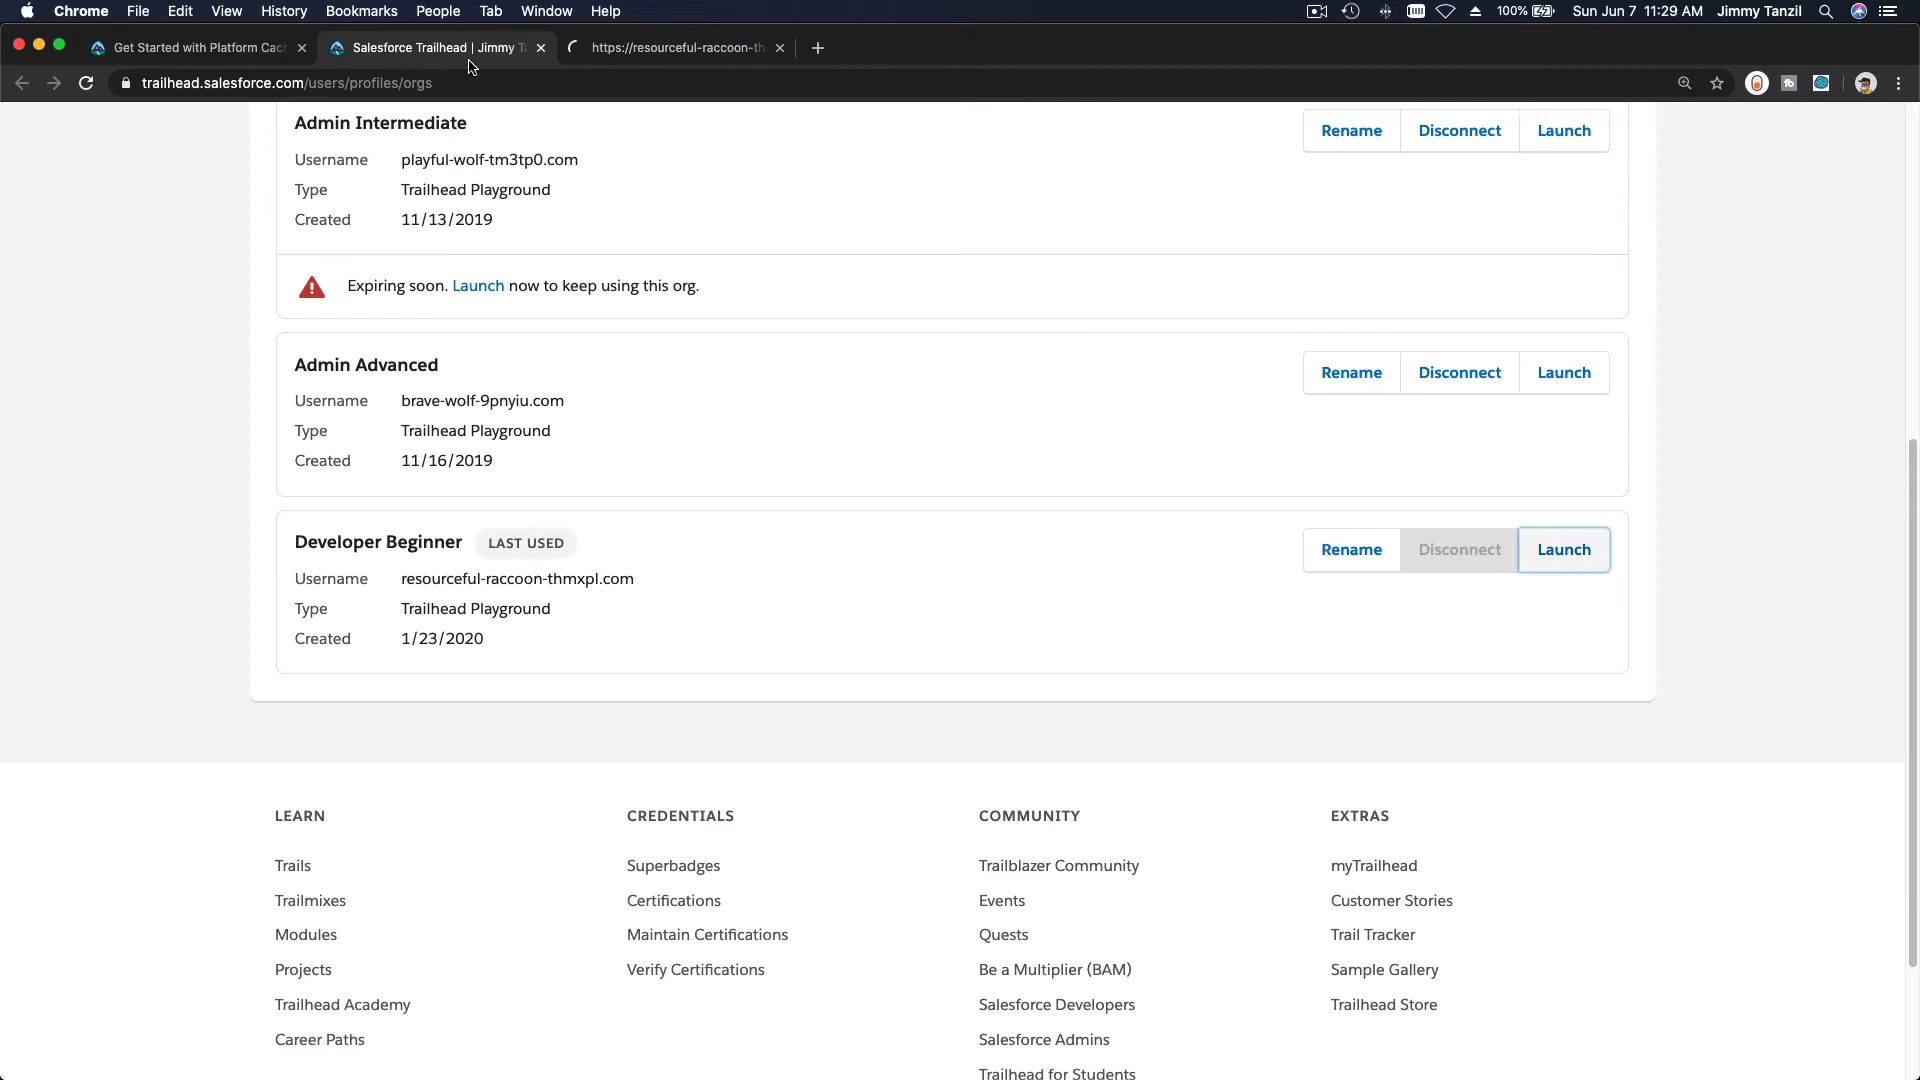 Chrome File Edit View History Bookmarks People Tab Window Help 100% Sun Jun 7 11:29 AM Jimmy Tanzil
Get Started with Platform Cac Salesforce Trailhead | Jimmy Ta https://resourceful-raccoon-th
trailhead.salesforce.com/users/profiles/orgs
Admin Intermediate
Rename Disconnect Launch
Username playful-wolf-tm3tp0.com
Type Trailhead Playground
Created 11/13/2019
Expiring soon. Launch now to keep using this org.
Admin Advanced
Rename Disconnect Launch
Username brave-wolf-9pnyiu.com
Type Trailhead Playground
Created 11/16/2019
Developer Beginner LAST USED
Rename Disconnect Launch
Username resourceful-raccoon-thmxpl.com
Type Trailhead Playground
Created 1/23/2020
LEARN
Trails
Trailmixes
Modules
Projects
Trailhead Academy
Career Paths
CREDENTIALS
Superbadges
Certifications
Maintain Certifications
Verify Certifications
COMMUNITY
Trailblazer Community
Events
Quests
Be a Multiplier (BAM)
Salesforce Developers
Salesforce Admins
Trailhead for Students
EXTRAS
myTrailhead
Customer Stories
Trail Tracker
Sample Gallery
Trailhead Store